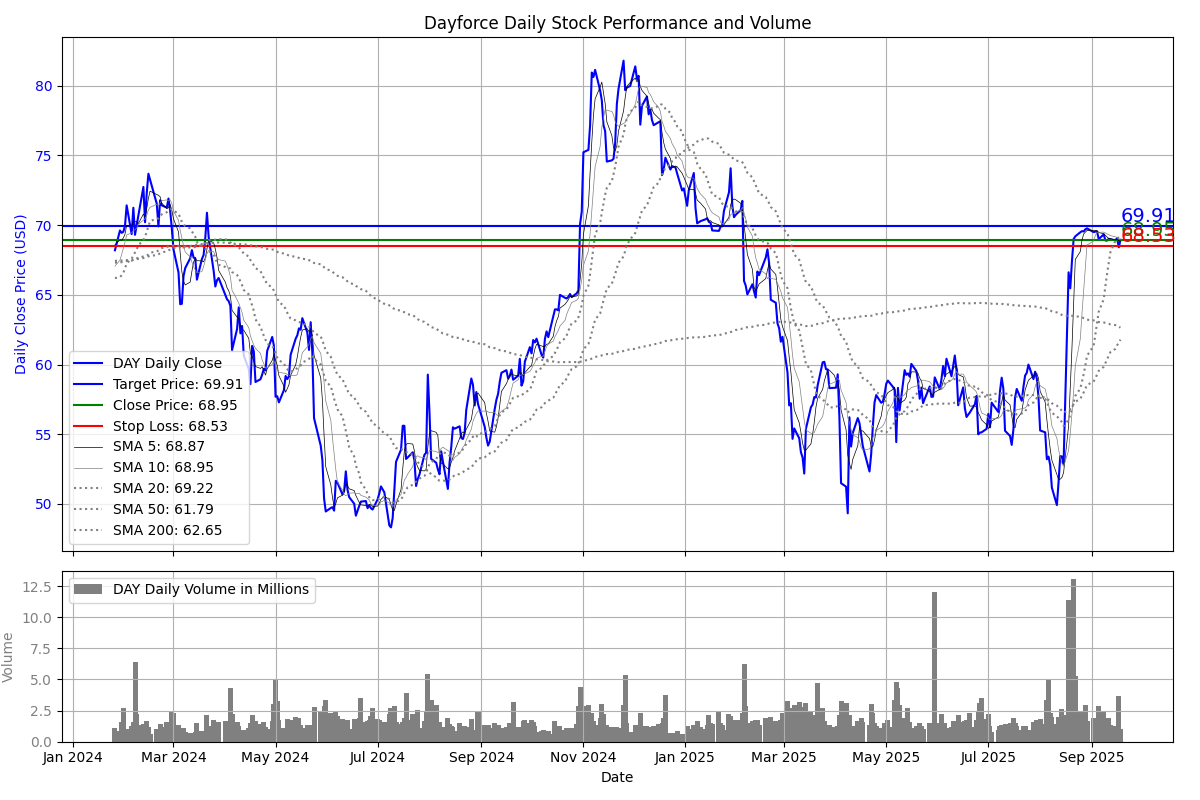 Dayforce Daily Stock Performance and Volume
Daily Close Price (USD)
80
75
70
65
60
55
50
69.91
68.95
68.53
DAY Daily Close
Target Price: 69.91
Close Price: 68.95
Stop Loss: 68.53
SMA 5: 68.87
SMA 10: 68.95
SMA 20: 69.22
SMA 50: 61.79
SMA 200: 62.65
Volume
12.5
10.0
7.5
5.0
2.5
0.0
DAY Daily Volume in Millions
Jan 2024
Mar 2024
May 2024
Jul 2024
Sep 2024
Nov 2024
Jan 2025
Mar 2025
May 2025
Jul 2025
Sep 2025
Date